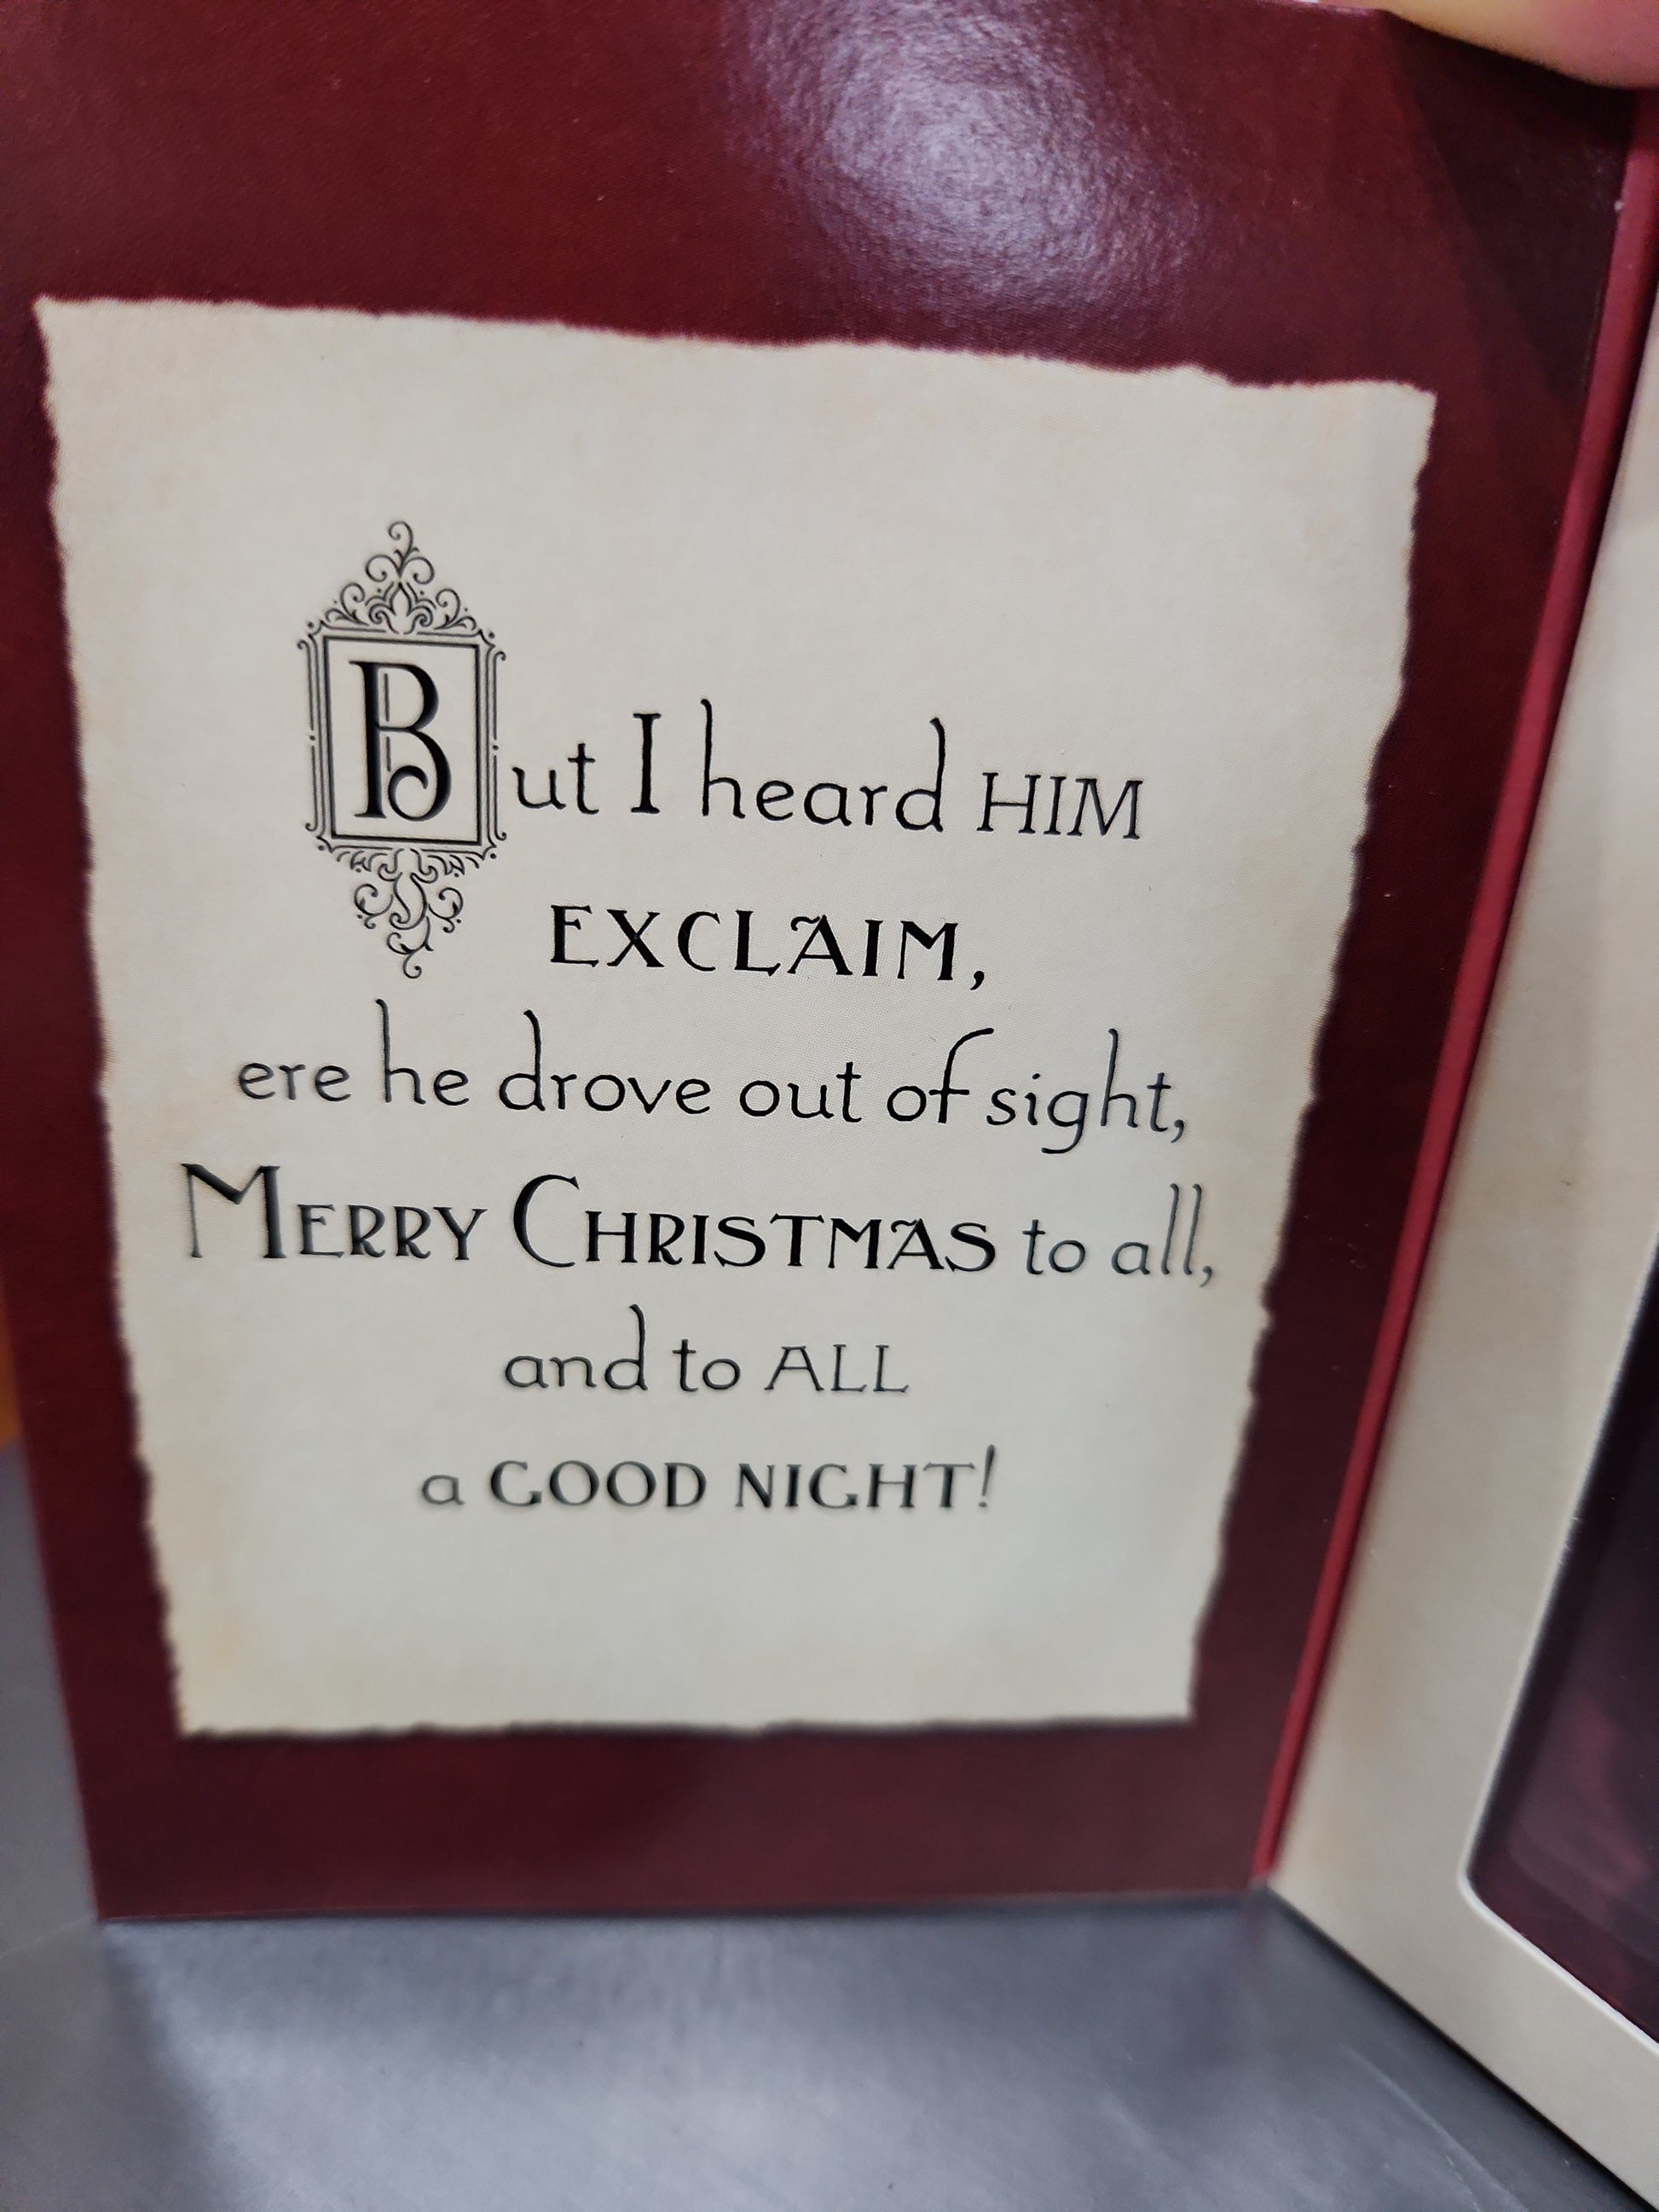 But I heard HIM
EXCLAIM,
ere he drove out of sight,
MERRY CHRISTMAS to all,
and to ALL
a GOOD NIGHT!